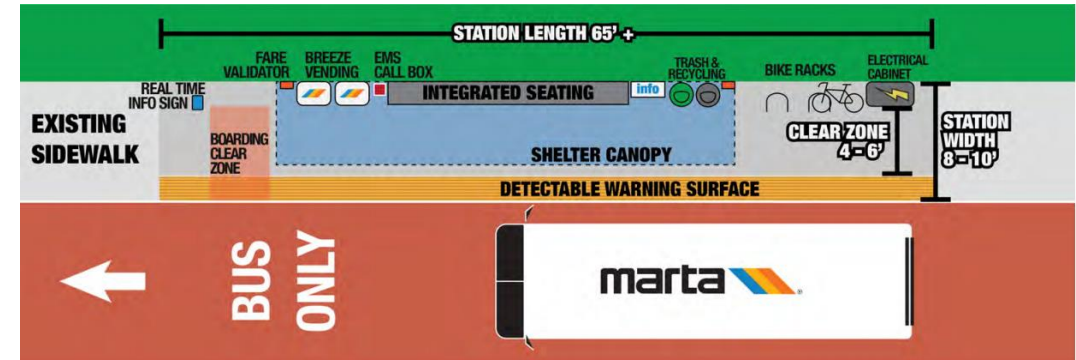 STATION LENGTH 65' +
FARE
VALIDATOR
BREEZE
VENDING
EMS
CALL BOX
TRASH &
RECYCLING
BIKE RACKS
ELECTRICAL
CABINET
REAL TIME
INFO SIGN
INTEGRATED SEATING
info
EXISTING
SIDEWALK
BOARDING
CLEAR
ZONE
SHELTER CANOPY
CLEAR ZONE
4-6'
STATION
WIDTH
8-10'
DETECTABLE WARNING SURFACE
BUS
ONLY
marta